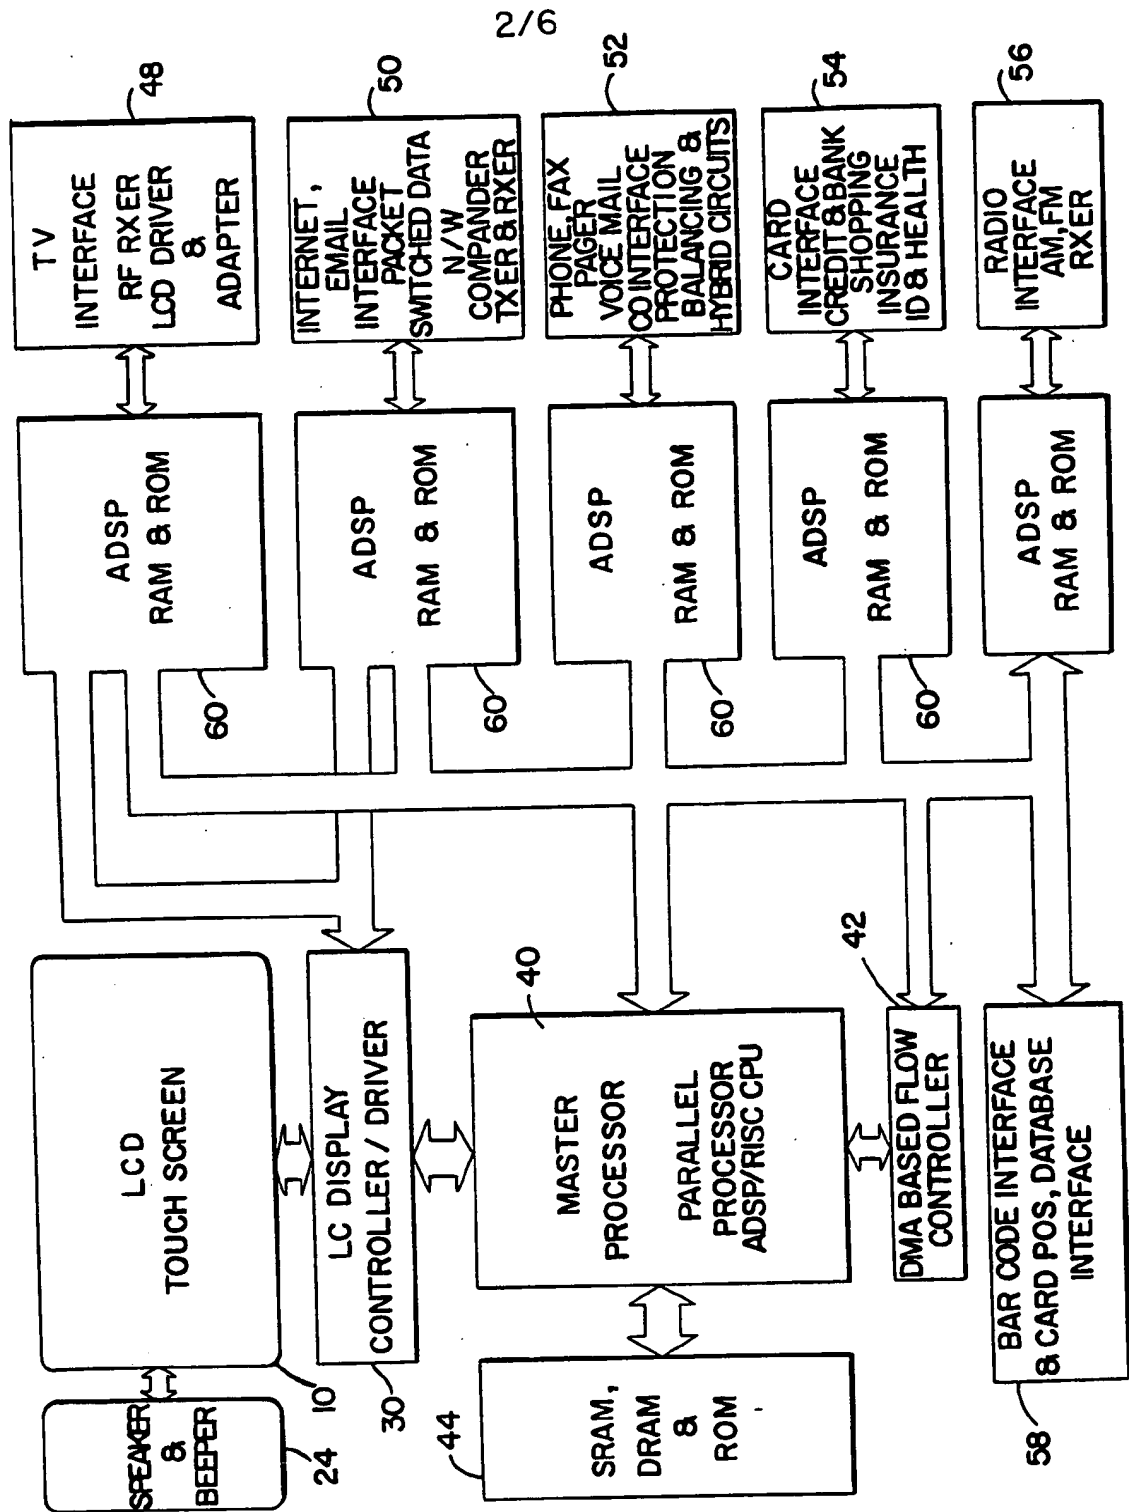 2/6
SPEAKER
&
BEEPER
24
LCD
TOUCH SCREEN
10
LC DISPLAY
CONTROLLER / DRIVER
30
SRAM,
DRAM
&
ROM
44
MASTER
PROCESSOR
PARALLEL
PROCESSOR
ADSP/RISC CPU
40
DMA BASED FLOW
CONTROLLER
42
BAR CODE INTERFACE
& CARD POS, DATABASE
INTERFACE
58
ADSP
RAM & ROM
60
ADSP
RAM & ROM
60
ADSP
RAM & ROM
60
ADSP
RAM & ROM
60
ADSP
RAM & ROM
TV
INTERFACE
RF RXER
LCD DRIVER
&
ADAPTER
48
INTERNET,
EMAIL
INTERFACE
PACKET
SWITCHED DATA
N/W
COMPANDER
TXER & RXER
50
PHONE, FAX
PAGER
VOICE MAIL
CO INTERFACE
PROTECTION
BALANCING &
HYBRID CIRCUITS
52
CARD
INTERFACE
CREDIT & BANK
SHOPPING
INSURANCE
ID & HEALTH
54
RADIO
INTERFACE
AM, FM
RXER
56